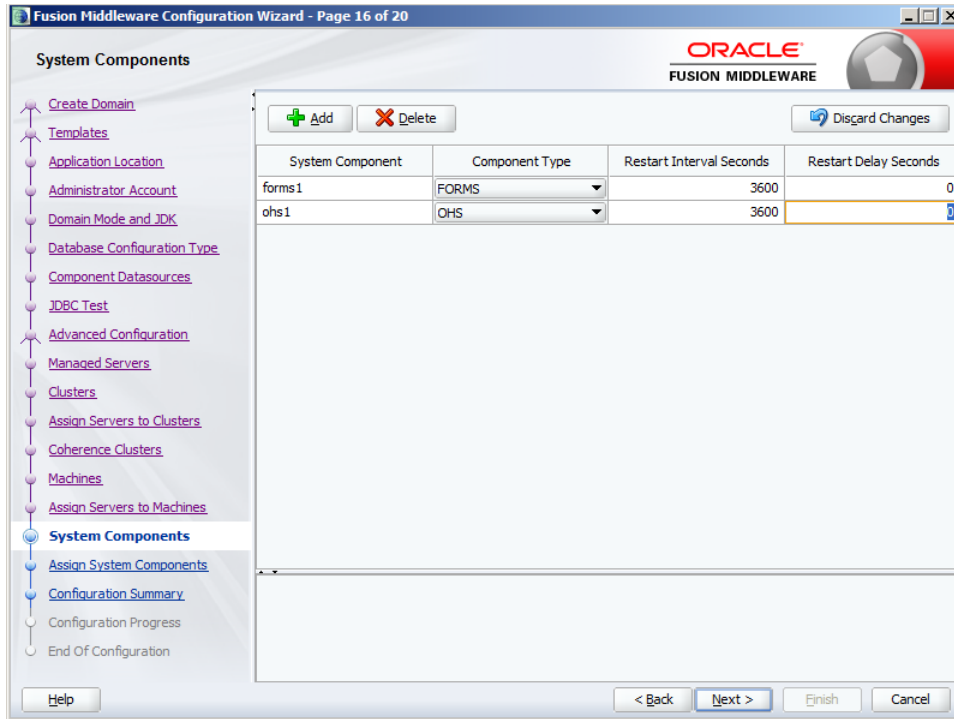 Fusion Middleware Configuration Wizard - Page 16 of 20
System Components
ORACLE
FUSION MIDDLEWARE
Create Domain
Templates
Application Location
Administrator Account
Domain Mode and JDK
Database Configuration Type
Component Datasources
JDBC Test
Advanced Configuration
Managed Servers
Clusters
Assign Servers to Clusters
Coherence Clusters
Machines
Assign Servers to Machines
System Components
Assign System Components
Configuration Summary
Configuration Progress
End Of Configuration
Add Delete Discard Changes
System Component Component Type Restart Interval Seconds Restart Delay Seconds
forms1 FORMS 3600 0
ohs1 OHS 3600 0
Help < Back Next > Finish Cancel